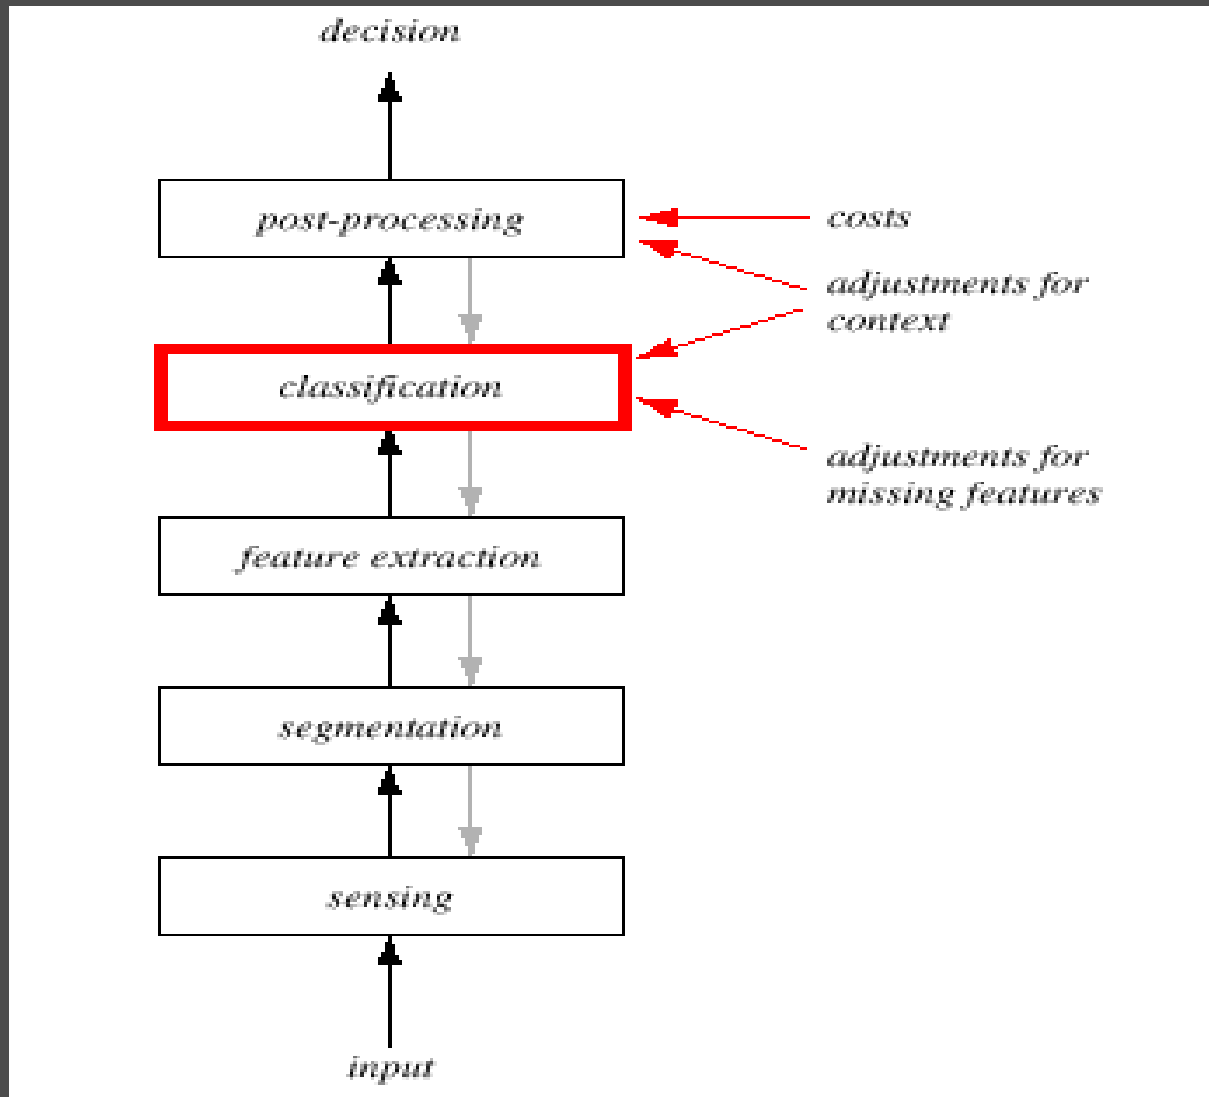 decision
post-processing
costs
adjustments for
context
classification
adjustments for
missing features
feature extraction
segmentation
sensing
input